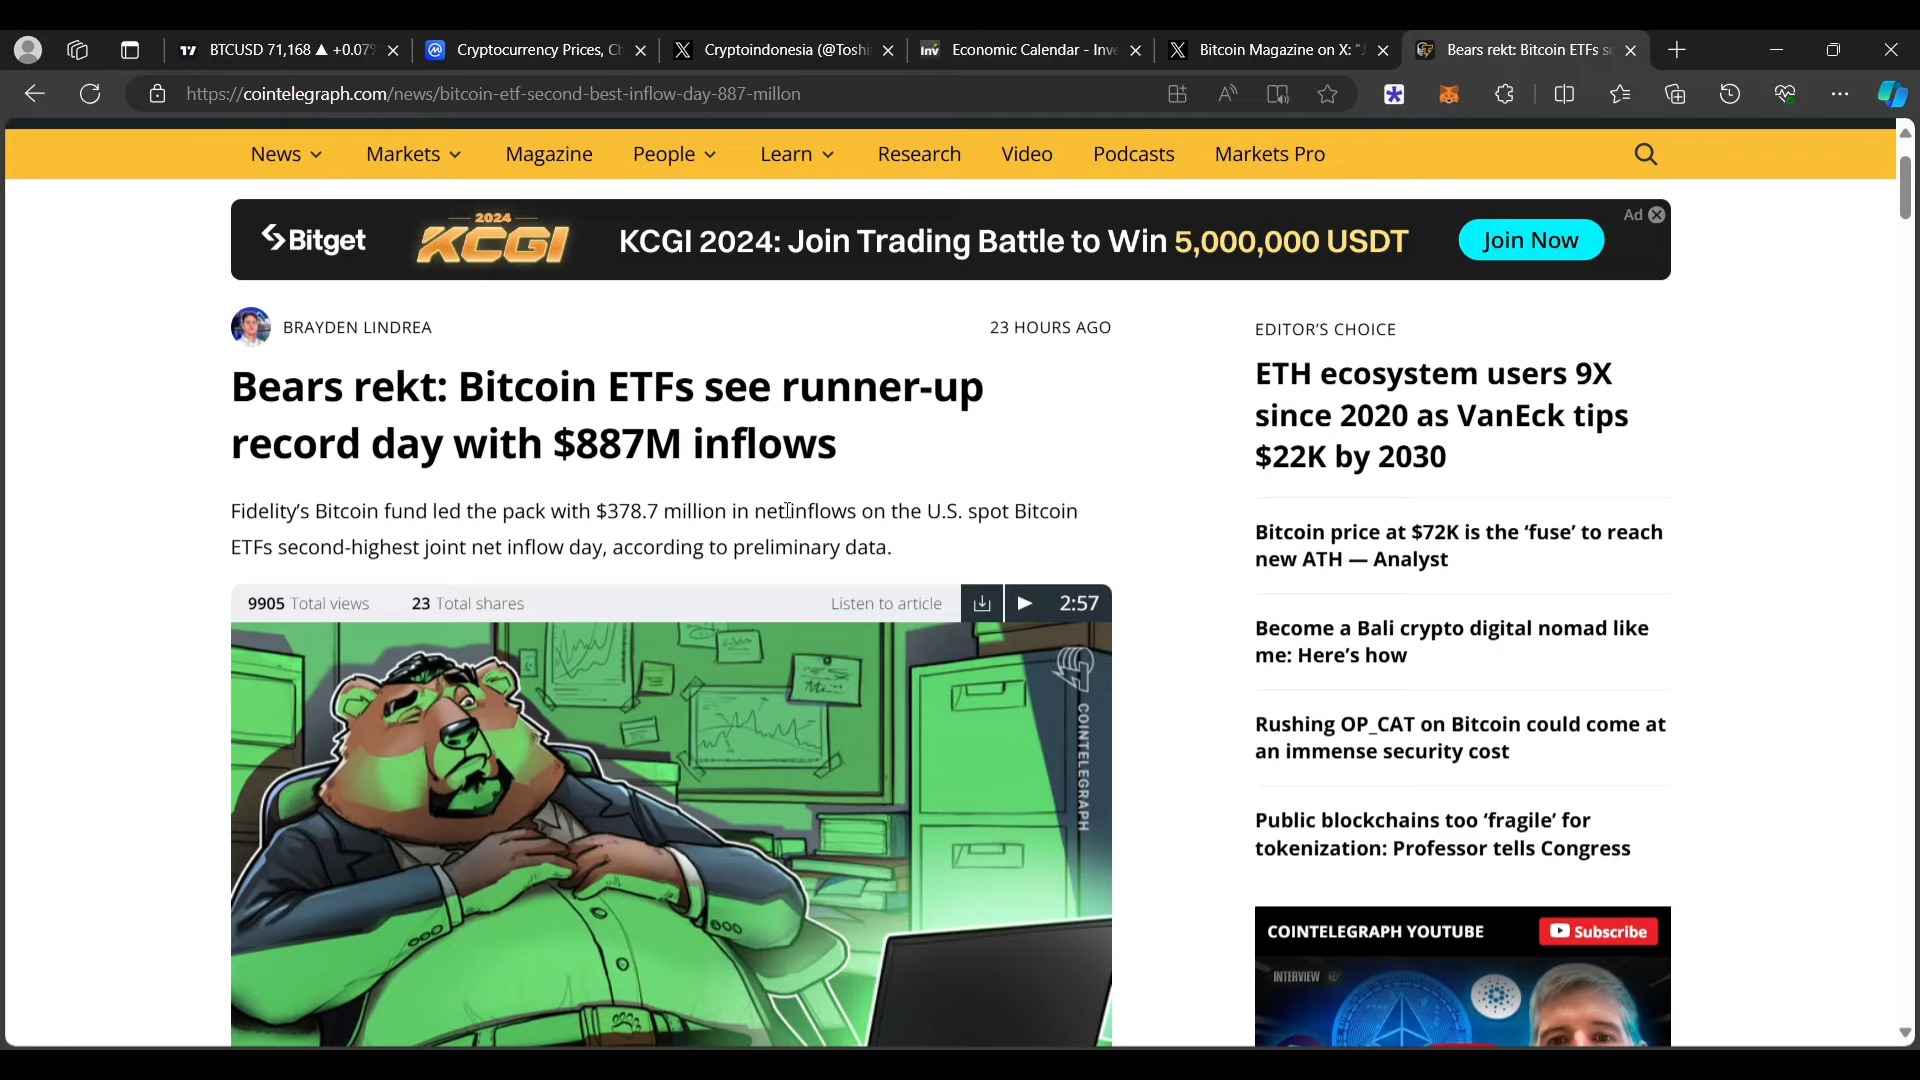 BTCUSD 71,168 ▲ +0.07%
Cryptocurrency Prices, Ch
Cryptoindonesia (@Toshi
Inv
Economic Calendar - Inve
Bitcoin Magazine on X: "J
Bears rekt: Bitcoin ETFs se
https://cointelegraph.com/news/bitcoin-etf-second-best-inflow-day-887-millon
News
Markets
Magazine
People
Learn
Research
Video
Podcasts
Markets Pro
Bitget
2024
KCGI
KCGI 2024: Join Trading Battle to Win 5,000,000 USDT
Join Now
Ad
BRAYDEN LINDREA
23 HOURS AGO
Bears rekt: Bitcoin ETFs see runner-up
record day with $887M inflows
Fidelity’s Bitcoin fund led the pack with $378.7 million in net inflows on the U.S. spot Bitcoin
ETFs second-highest joint net inflow day, according to preliminary data.
9905 Total views
23 Total shares
Listen to article
2:57
COINTELEGRAPH
EDITOR’S CHOICE
ETH ecosystem users 9X
since 2020 as VanEck tips
$22K by 2030
Bitcoin price at $72K is the ‘fuse’ to reach
new ATH — Analyst
Become a Bali crypto digital nomad like
me: Here’s how
Rushing OP_CAT on Bitcoin could come at
an immense security cost
Public blockchains too ‘fragile’ for
tokenization: Professor tells Congress
COINTELEGRAPH YOUTUBE
Subscribe
INTERVIEW